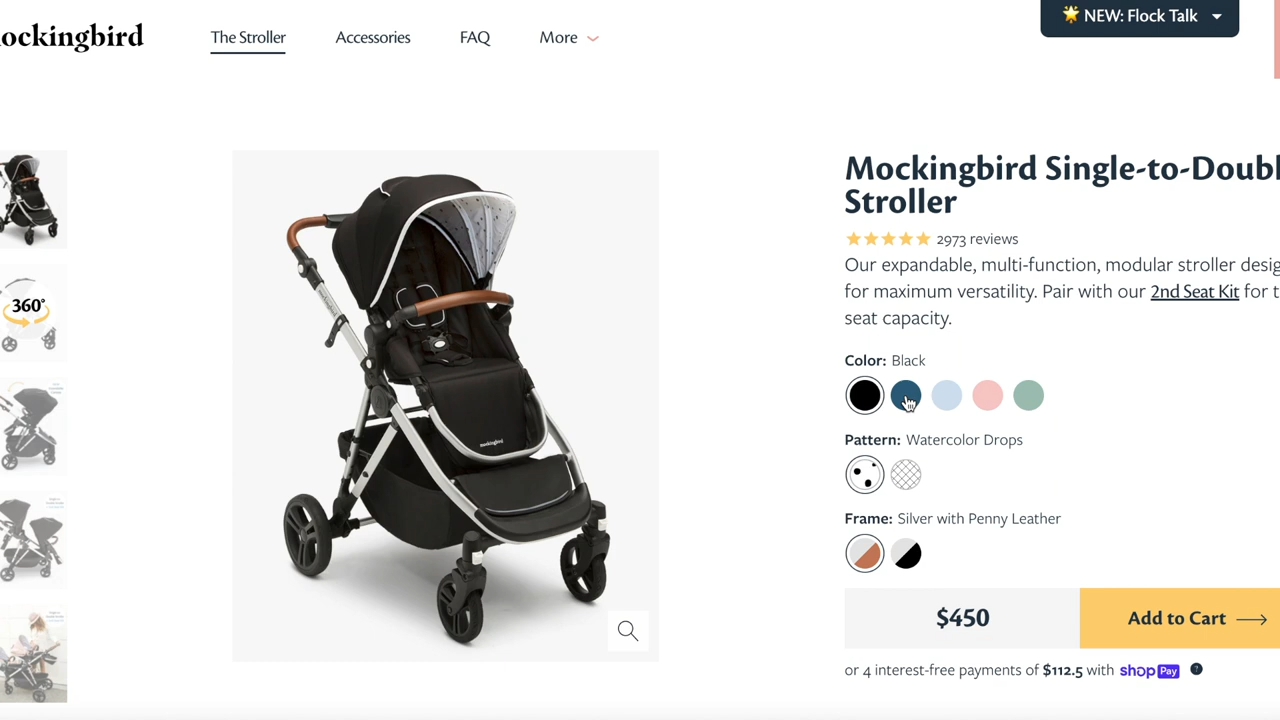 ockingbird
The Stroller
Accessories
FAQ
More
🌟 NEW: Flock Talk
360°
Mockingbird Single-to-Doubl
Stroller
2973 reviews
Our expandable, multi-function, modular stroller desig
for maximum versatility. Pair with our 2nd Seat Kit for t
seat capacity.
Color: Black
Pattern: Watercolor Drops
Frame: Silver with Penny Leather
mockingbird
$450
Add to Cart
or 4 interest-free payments of $112.5 with shop Pay ?